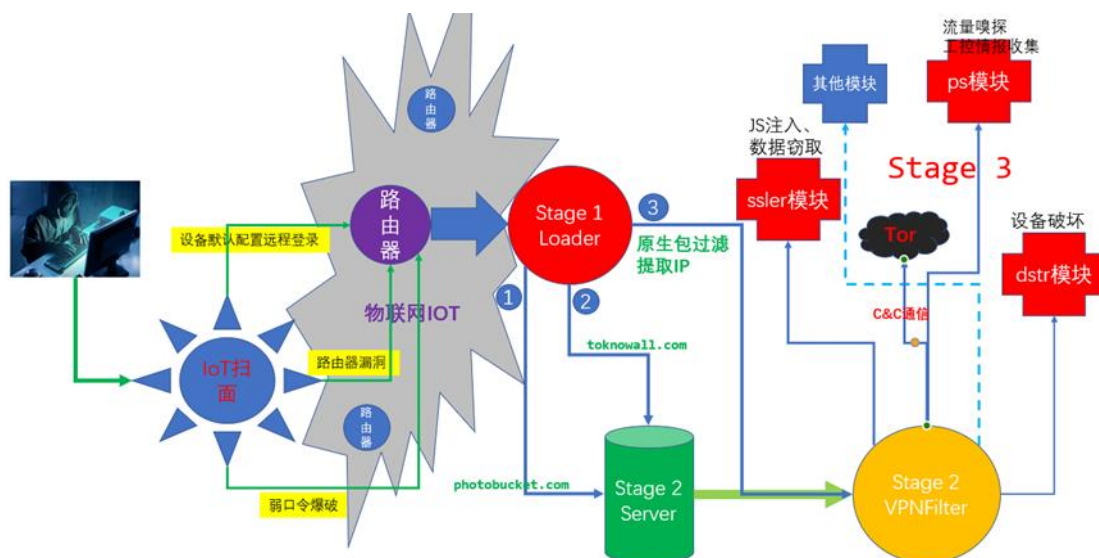 流量嗅探
工控情报收集
其他模块
ps模块
路
由
器
JS注入、
数据窃取
Stage 3
ssler模块
路
由
器
Stage 1
Loader
3
设备默认配置远程登录
原生包过滤
提取IP
Tor
设备破坏
dstr模块
1
2
物联网IOT
C&C通信
toknowall.com
路由器漏洞
IoT扫
面
路
由
器
photobucket.com
Stage 2
Server
Stage 2
VPNFilter
弱口令爆破